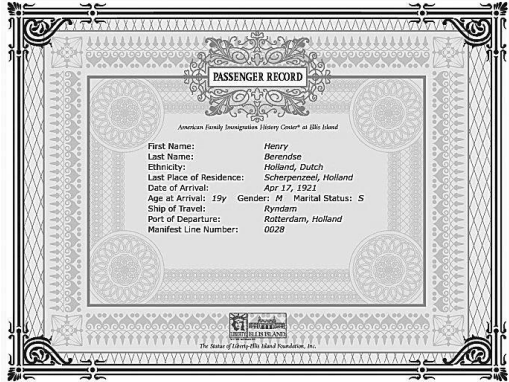 PASSENGER RECORD
American Family Immigration History Center® at Ellis Island
First Name: Henry
Last Name: Berendse
Ethnicity: Holland, Dutch
Last Place of Residence: Scherpenzeel, Holland
Date of Arrival: Apr 17, 1921
Age at Arrival: 19y Gender: M Marital Status: S
Ship of Travel: Ryndam
Port of Departure: Rotterdam, Holland
Manifest Line Number: 0028
LIBERTY ELLIS ISLAND
The Statue of Liberty-Ellis Island Foundation, Inc.